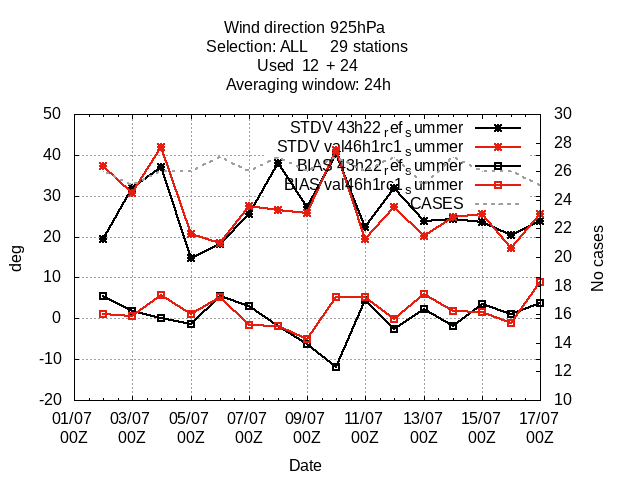 Wind direction 925hPa
Selection: ALL 29 stations
Used 12 + 24
Averaging window: 24h
50 30
STDV 43h22_ref_summer
40 28
STDV val46h1rc1_summer
BIAS 43h22_ref_summer
26
BIAS val46h1rc1_summer
30 24
CASES
20 22
20
10 18
0 16
14
-10 12
-20 10
deg
No cases
01/07 03/07 05/07 07/07 09/07 11/07 13/07 15/07 17/07
00Z 00Z 00Z 00Z 00Z 00Z 00Z 00Z 00Z
Date